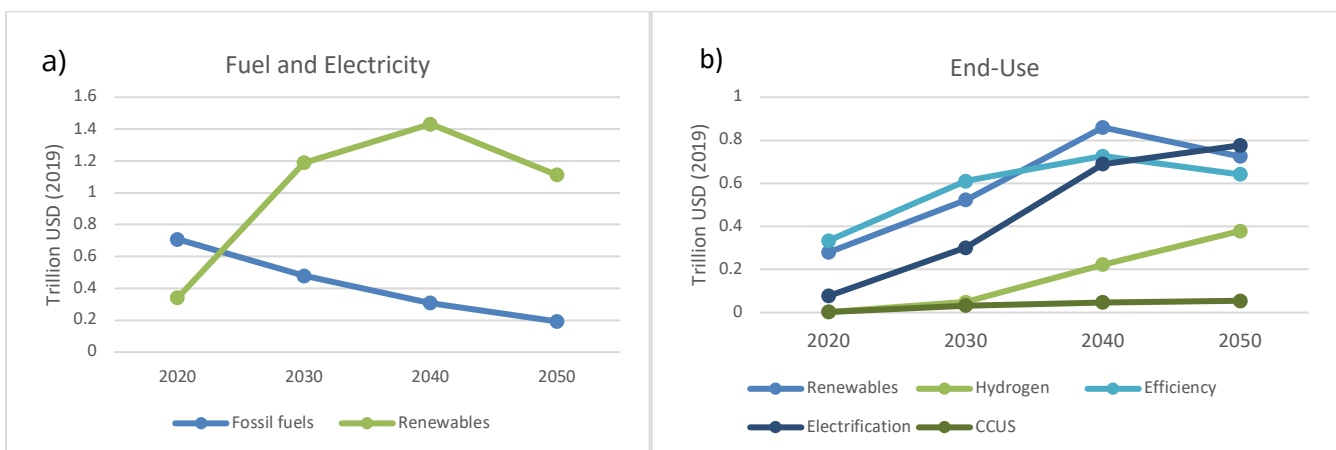 a)
Fuel and Electricity
Trillion USD (2019)
1.6
1.4
1.2
1
0.8
0.6
0.4
0.2
0
2020 2030 2040 2050
Fossil fuels Renewables
b)
End-Use
Trillion USD (2019)
1
0.8
0.6
0.4
0.2
0
2020 2030 2040 2050
Renewables Hydrogen Efficiency
Electrification CCUS